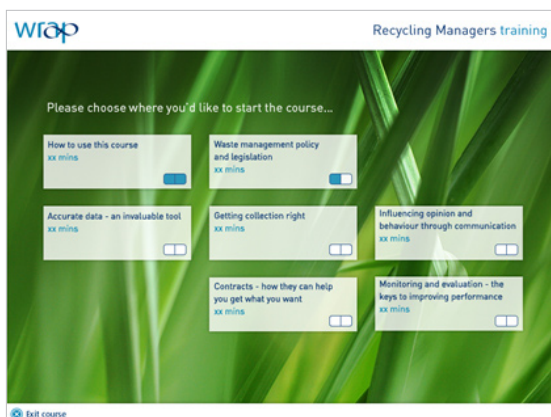 wrap
Recycling Managers training
Please choose where you'd like to start the course...
How to use this course
xx mins
Waste management policy
and legislation
xx mins
Accurate data - an invaluable tool
xx mins
Getting collection right
xx mins
Influencing opinion and
behaviour through communication
xx mins
Contracts - how they can help
you get what you want
xx mins
Monitoring and evaluation - the
keys to improving performance
xx mins
Exit course